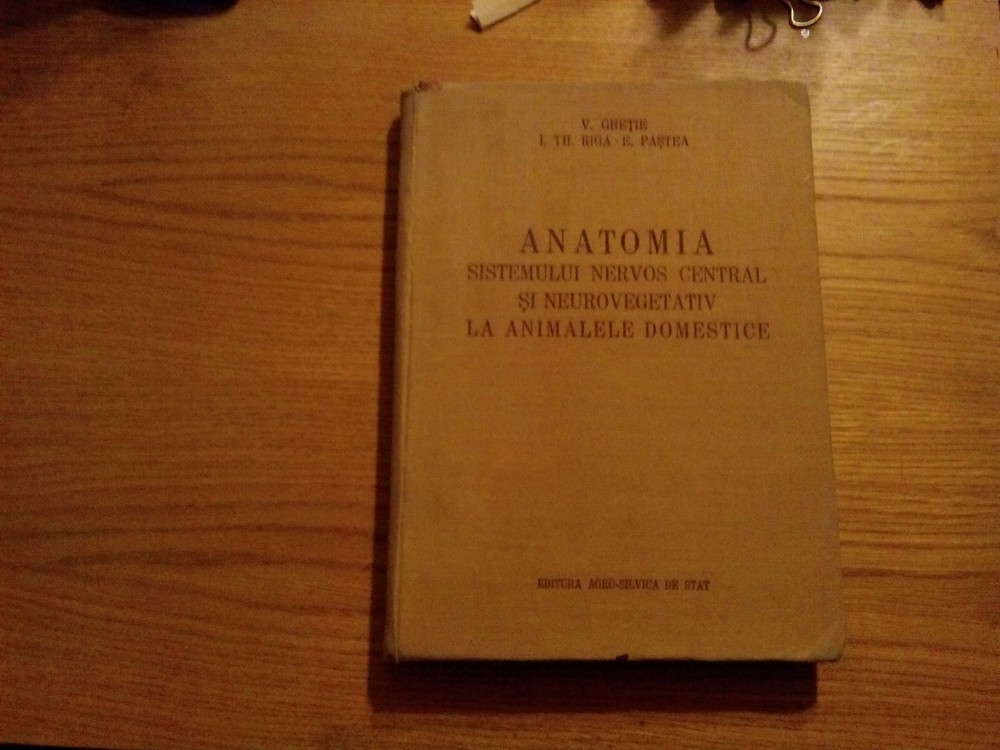 V. GHEȚIE
I. TH. RIGA · E. PAȘTEA
ANATOMIA
SISTEMULUI NERVOS CENTRAL
ȘI NEUROVEGETATIV
LA ANIMALELE DOMESTICE
EDITURA AGRO-SILVICA DE STAT